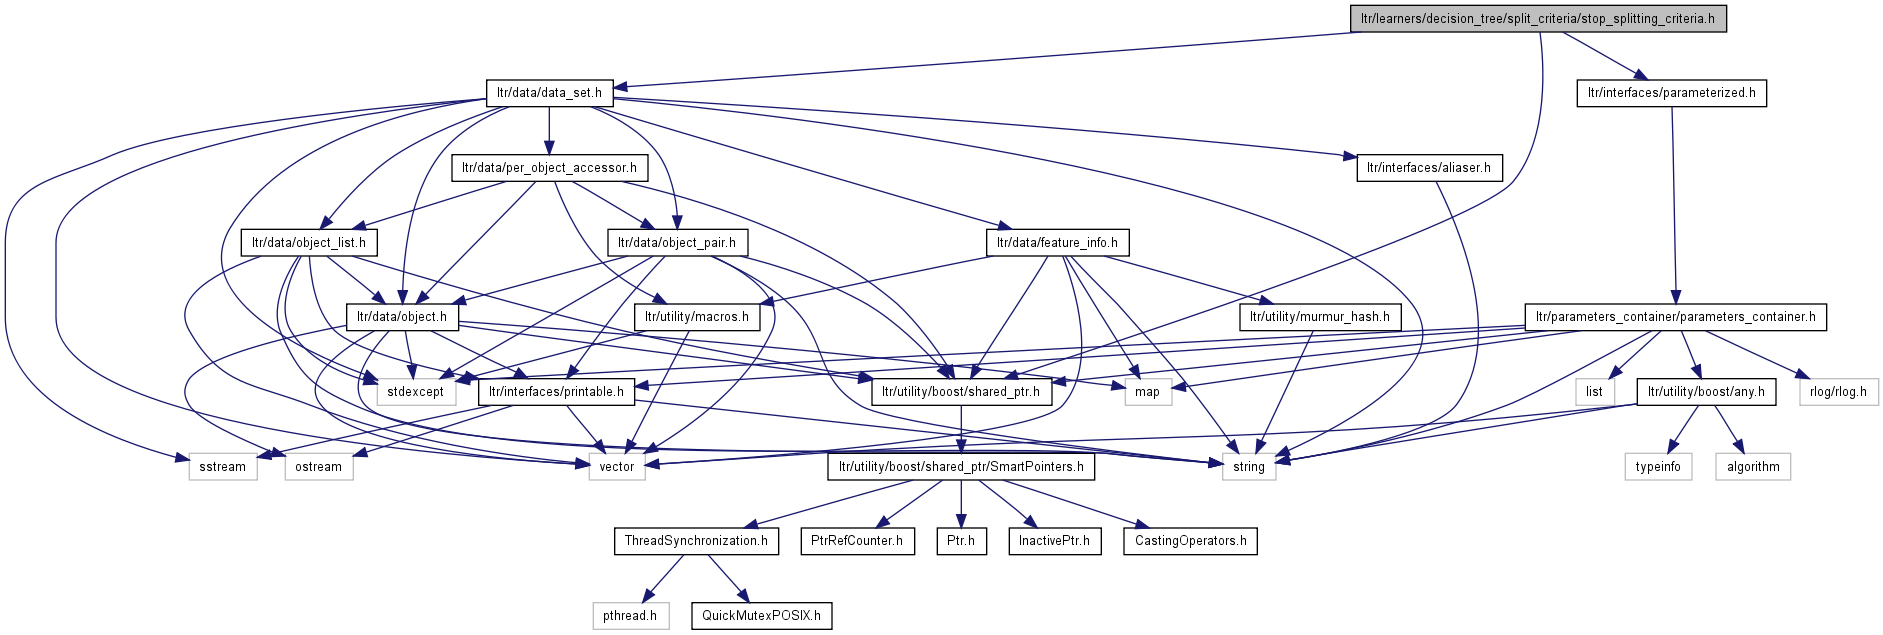 ltr/learners/decision_tree/split_criteria/stop_splitting_criteria.h
ltr/data/data_set.h
ltr/interfaces/parameterized.h
ltr/data/per_object_accessor.h
ltr/interfaces/aliaser.h
ltr/data/object_list.h
ltr/data/object_pair.h
ltr/data/feature_info.h
ltr/data/object.h
ltr/utility/macros.h
ltr/utility/murmur_hash.h
ltr/parameters_container/parameters_container.h
stdexcept
ltr/interfaces/printable.h
ltr/utility/boost/shared_ptr.h
map
list
ltr/utility/boost/any.h
rlog/rlog.h
sstream
ostream
vector
ltr/utility/boost/shared_ptr/SmartPointers.h
string
typeinfo
algorithm
ThreadSynchronization.h
PtrRefCounter.h
Ptr.h
InactivePtr.h
CastingOperators.h
pthread.h
QuickMutexPOSIX.h